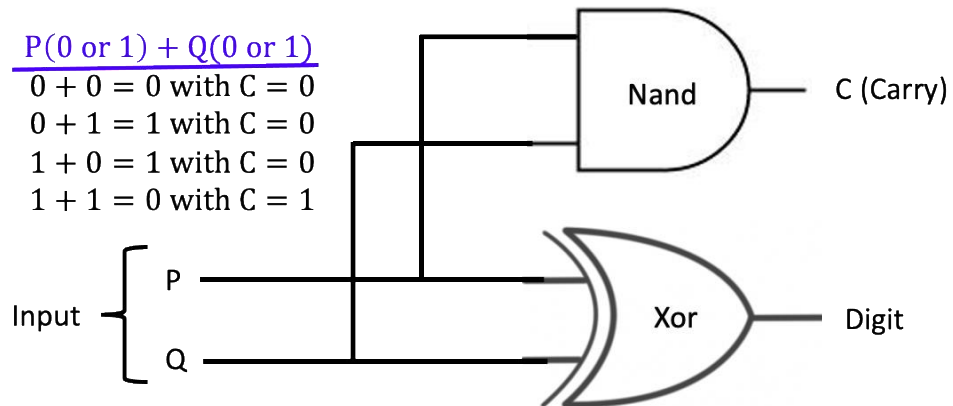 P(0 or 1) + Q(0 or 1)
0 + 0 = 0 with C = 0
0 + 1 = 1 with C = 0
1 + 0 = 1 with C = 0
1 + 1 = 0 with C = 1
Nand
C (Carry)
P
Input
Q
Xor
Digit